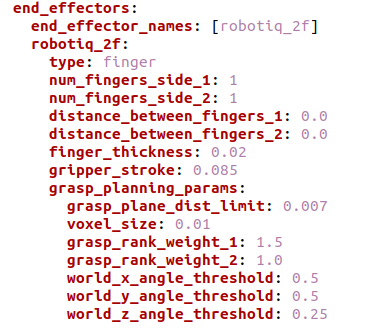 end_effectors:
  end_effector_names: [robotiq_2f]
  robotiq_2f:
    type: finger
    num_fingers_side_1: 1
    num_fingers_side_2: 1
    distance_between_fingers_1: 0.0
    distance_between_fingers_2: 0.0
    finger_thickness: 0.02
    gripper_stroke: 0.085
    grasp_planning_params:
      grasp_plane_dist_limit: 0.007
      voxel_size: 0.01
      grasp_rank_weight_1: 1.5
      grasp_rank_weight_2: 1.0
      world_x_angle_threshold: 0.5
      world_y_angle_threshold: 0.5
      world_z_angle_threshold: 0.25